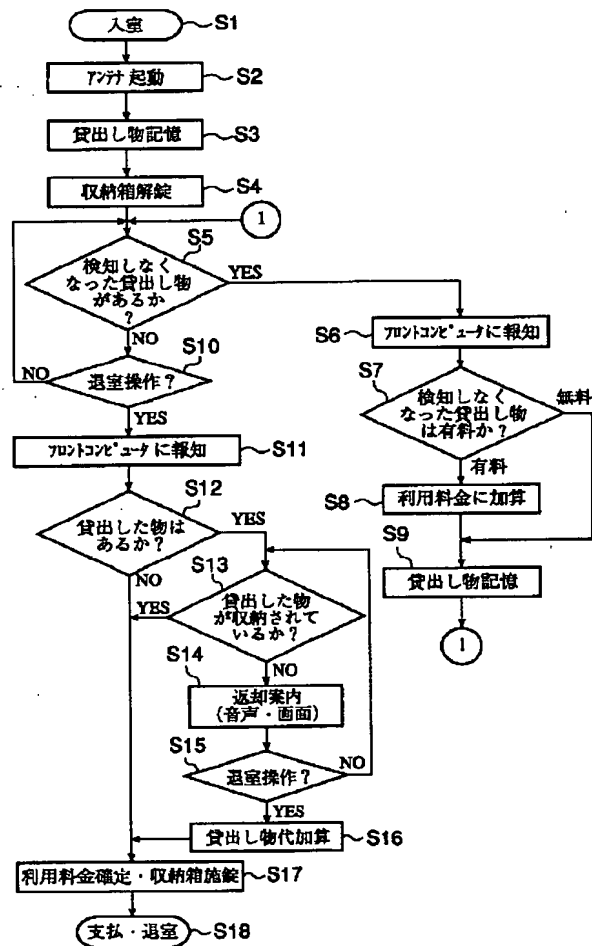 入室
S1
アンテナ 起動
S2
貸出し物記憶
S3
収納箱解錠
S4
1
S5
検知しなく
なった貸出し物
があるか
?
YES
NO
S10
退室操作?
NO
YES
フロントコンピュータに報知
S11
S12
貸出した物は
あるか?
YES
NO
S13
貸出した物
が収納されて
いるか?
YES
NO
S14
返却案内
(音声・画面)
S15
退室操作?
NO
YES
貸出し物代加算
S16
利用料金確定・収納箱施錠
S17
支払・退室
S18
S6
フロントコンピュータに報知
S7
検知しなく
なった貸出し物
は有料か?
無料
有料
S8
利用料金に加算
S9
貸出し物記憶
1